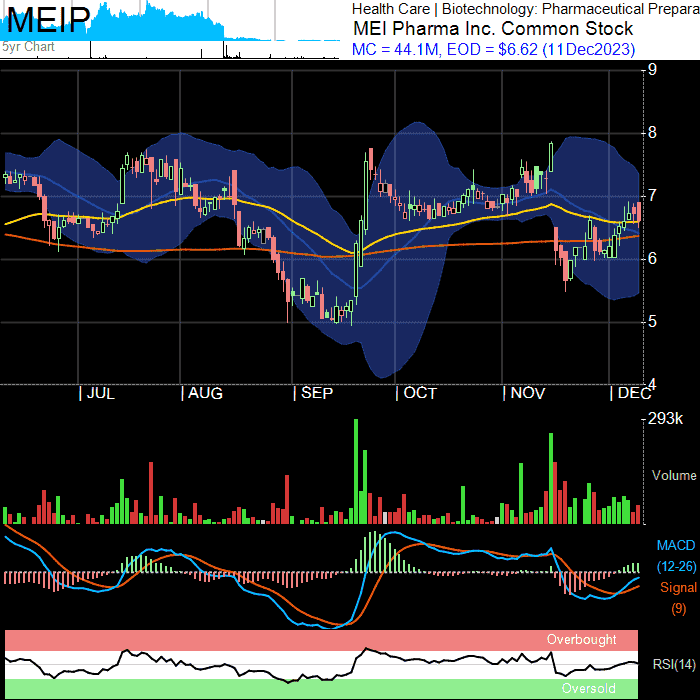 MEIP
Health Care | Biotechnology: Pharmaceutical Prepara
MEI Pharma Inc. Common Stock
5yr Chart
MC = 44.1M, EOD = $6.62 (11Dec2023)
9
8
7
6
5
4
| JUL
| AUG
| SEP
| OCT
| NOV
| DEC
293k
Volume
MACD
(12-26)
Signal
(9)
Overbought
RSI(14)
Oversold